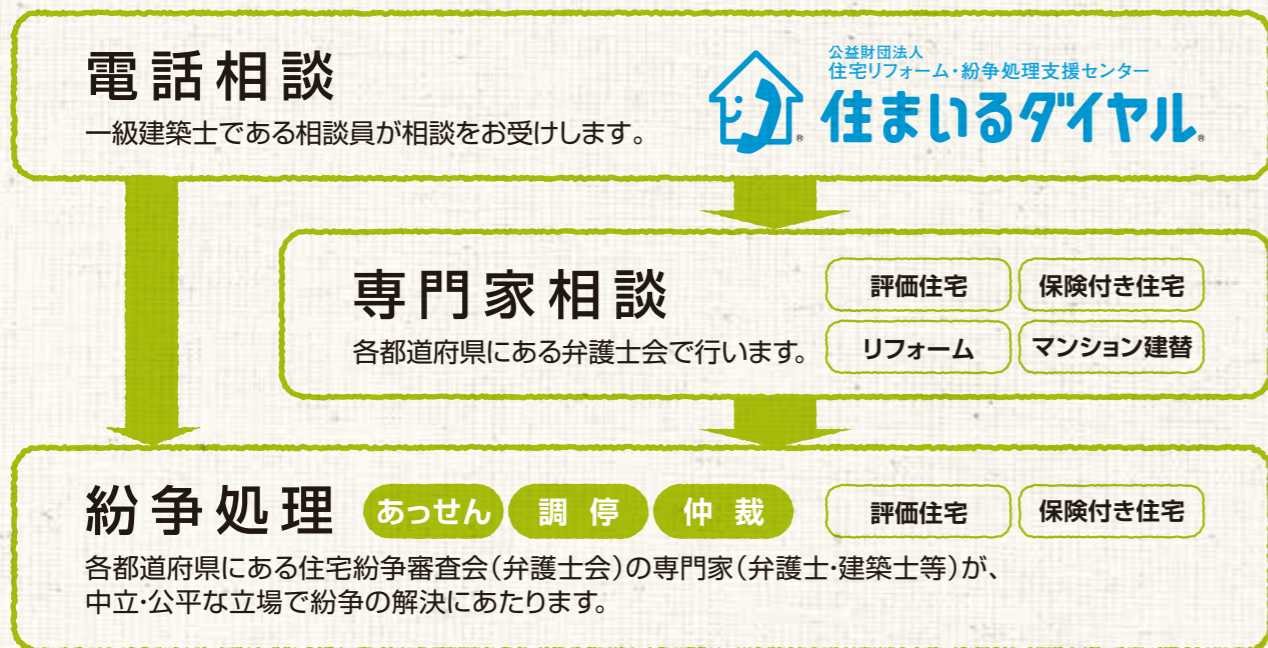 電話相談
一級建築士である相談員が相談をお受けします。
公益財団法人
住宅リフォーム・紛争処理支援センター
住まいるダイヤル®
専門家相談
各都道府県にある弁護士会で行います。
評価住宅 保険付き住宅
リフォーム マンション建替
紛争処理 あっせん 調停 仲裁 評価住宅 保険付き住宅
各都道府県にある住宅紛争審査会(弁護士会)の専門家(弁護士・建築士等)が、
中立・公平な立場で紛争の解決にあたります。